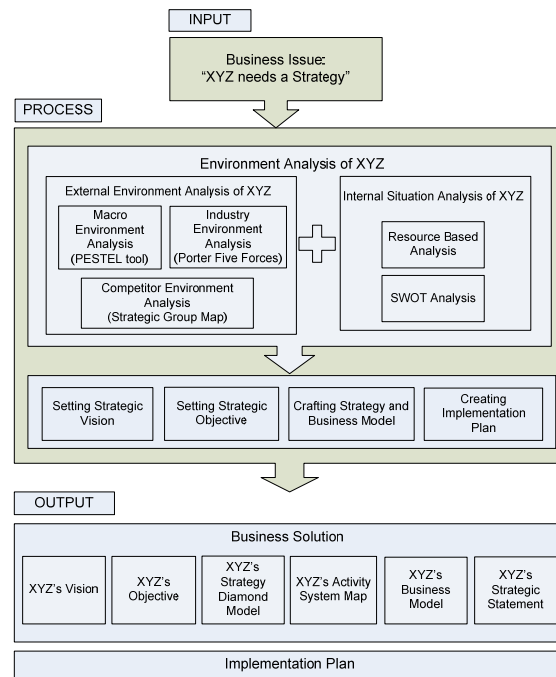 INPUT
Business Issue:
“XYZ needs a Strategy”
PROCESS
Environment Analysis of XYZ
External Environment Analysis of XYZ
Macro
Environment
Analysis
(PESTEL tool)
Industry
Environment
Analysis
(Porter Five Forces)
Competitor Environment
Analysis
(Strategic Group Map)
Internal Situation Analysis of XYZ
Resource Based
Analysis
SWOT Analysis
Setting Strategic
Vision
Setting Strategic
Objective
Crafting Strategy and
Business Model
Creating
Implementation
Plan
OUTPUT
Business Solution
XYZ’s Vision
XYZ’s
Objective
XYZ’s
Strategy
Diamond
Model
XYZ’s Activity
System Map
XYZ’s
Business
Model
XYZ’s
Strategic
Statement
Implementation Plan